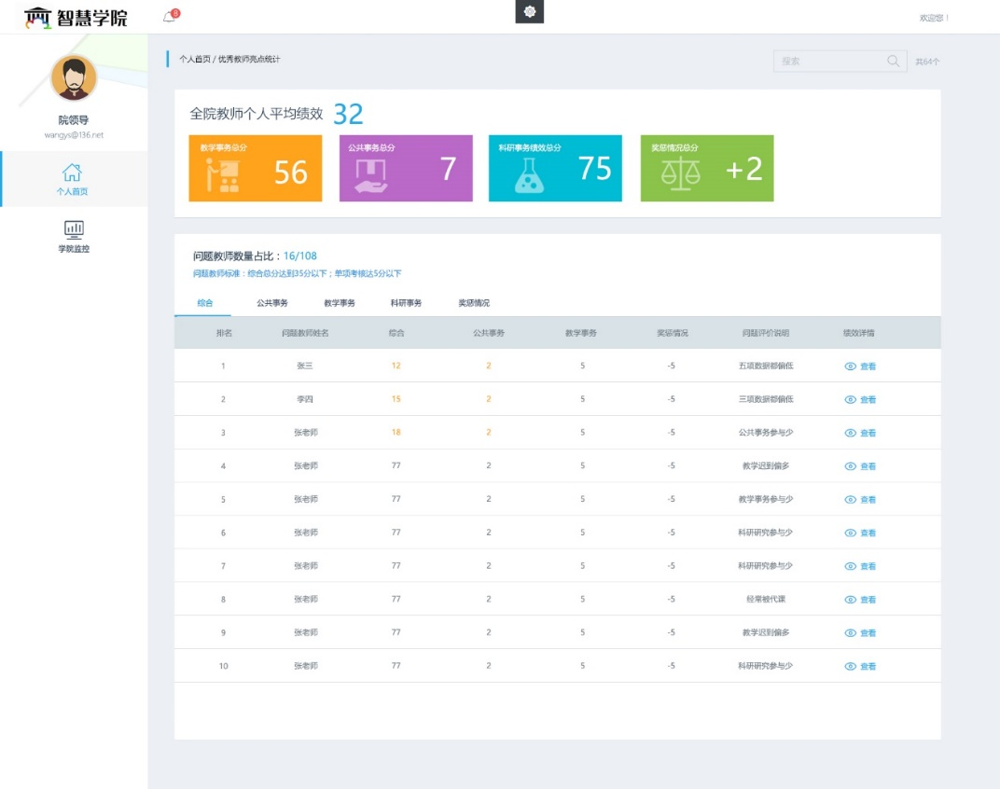 智慧学院
8
欢迎您！
院领导
wangys@136.net
个人首页
学院监控
个人首页 / 优秀教师亮点统计
搜索
共64个
全院教师个人平均绩效 32
教学事务总分
56
公共事务总分
7
科研事务绩效总分
75
奖惩情况总分
+2
问题教师数量占比：16/108
问题教师标准：综合总分达到35分以下；单项考核达5分以下
综合 公共事务 教学事务 科研事务 奖惩情况
排名 问题教师姓名 综合 公共事务 教学事务 奖惩情况 问题评价说明 绩效详情
1 张三 12 2 5 -5 五项数据都偏低 查看
2 李四 15 2 5 -5 三项数据都偏低 查看
3 张老师 18 2 5 -5 公共事务参与少 查看
4 张老师 77 2 5 -5 教学迟到偏多 查看
5 张老师 77 2 5 -5 教学事务参与少 查看
6 张老师 77 2 5 -5 科研研究参与少 查看
7 张老师 77 2 5 -5 科研研究参与少 查看
8 张老师 77 2 5 -5 经常被代课 查看
9 张老师 77 2 5 -5 教学迟到偏多 查看
10 张老师 77 2 5 -5 科研研究参与少 查看